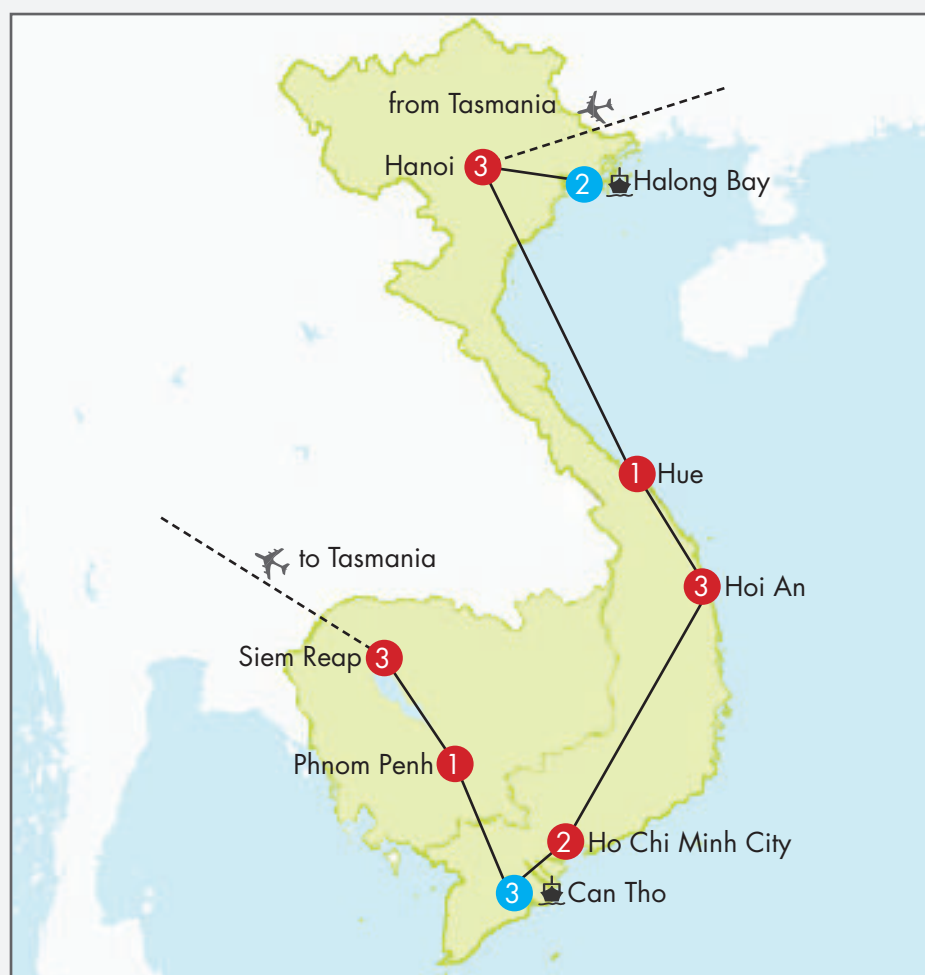 from Tasmania
Hanoi 3
2 Halong Bay
1 Hue
to Tasmania
3 Hoi An
Siem Reap 3
Phnom Penh 1
2 Ho Chi Minh City
3 Can Tho